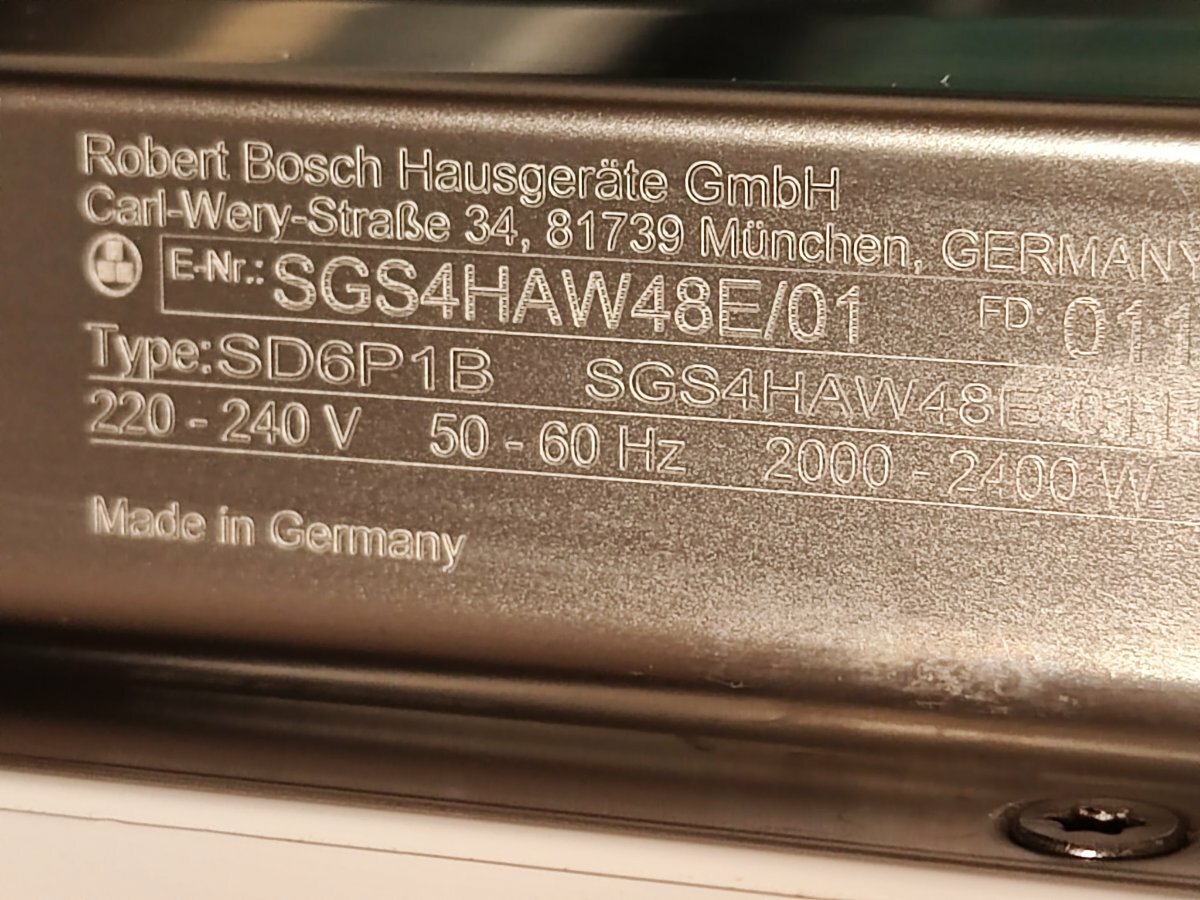 Robert Bosch Hausgeräte GmbH
Carl-Wery-Straße 34, 81739 München, GERMANY
E-Nr.: SGS4HAW48E/01 FD: 011
Type: SD6P1B SGS4HAW48E 011
220 - 240 V 50 - 60 Hz 2000 - 2400 W
Made in Germany